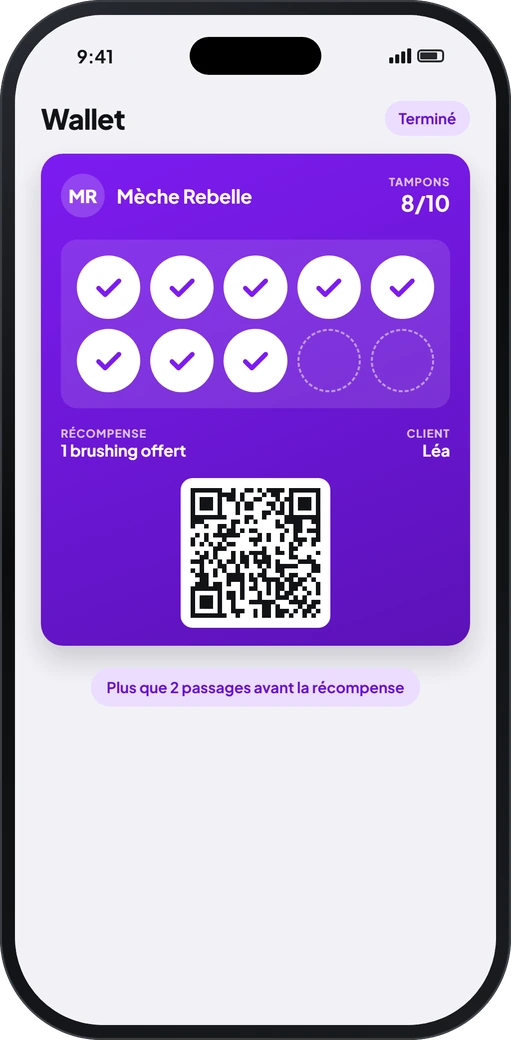 9:41
Wallet
Terminé
MR
Mèche Rebelle
TAMPONS
8/10
RÉCOMPENSE
1 brushing offert
CLIENT
Léa
Plus que 2 passages avant la récompense